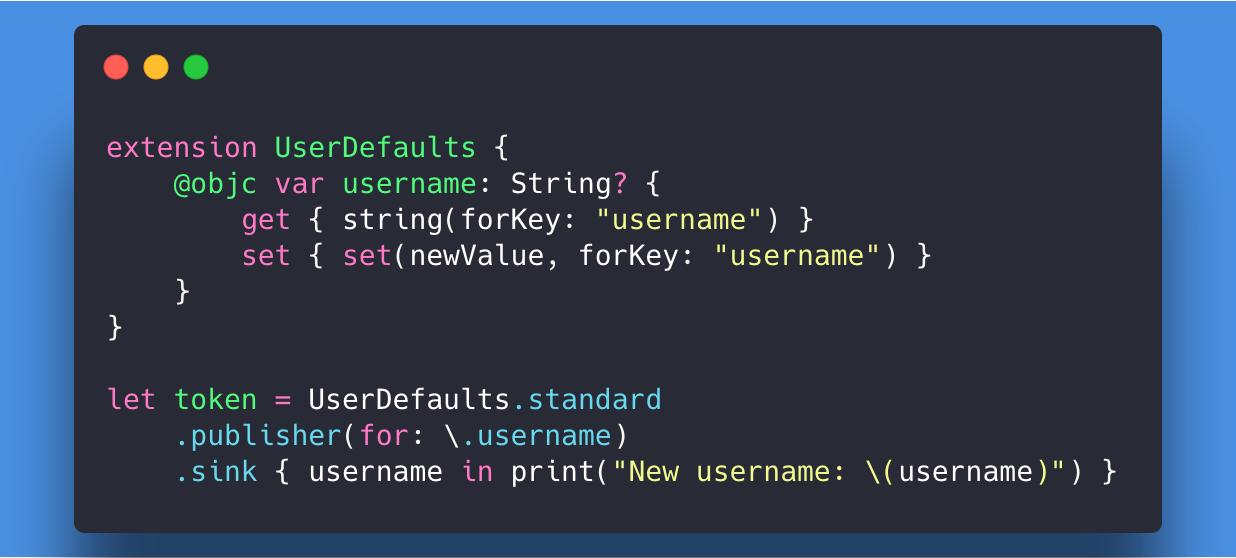 extension UserDefaults {
    @objc var username: String? {
        get { string(forKey: "username") }
        set { set(newValue, forKey: "username") }
    }
}

let token = UserDefaults.standard
    .publisher(for: \.username)
    .sink { username in print("New username: \(username)") }